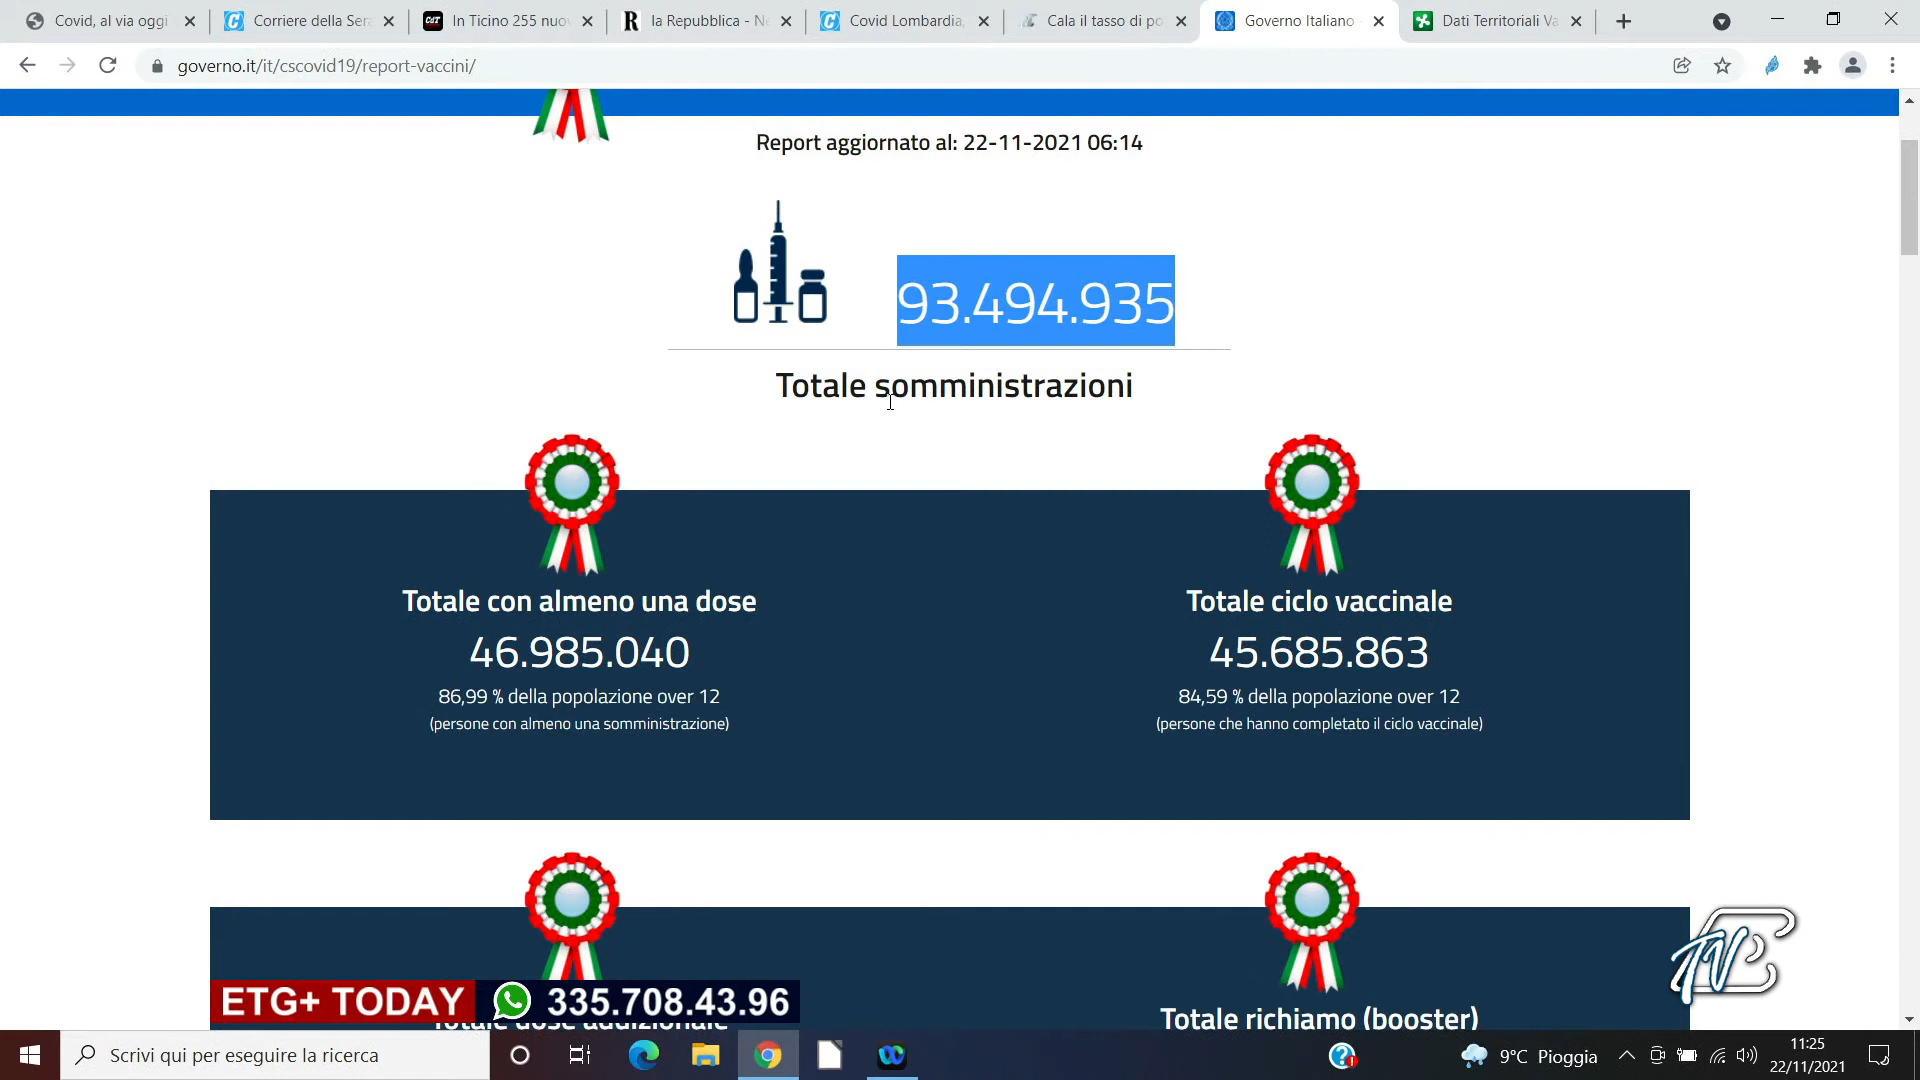 Covid, al via oggi
Corriere della Sera
In Ticino 255 nuo
la Repubblica - Ne
Covid Lombardia,
Cala il tasso di po
Governo Italiano -
Dati Territoriali Va
governo.it/it/cscovid19/report-vaccini/
Report aggiornato al: 22-11-2021 06:14
93.494.935
Totale somministrazioni
Totale con almeno una dose
46.985.040
86,99 % della popolazione over 12
(persone con almeno una somministrazione)
Totale ciclo vaccinale
45.685.863
84,59 % della popolazione over 12
(persone che hanno completato il ciclo vaccinale)
ETG+ TODAY 335.708.43.96
Totale dose addizionale
Totale richiamo (booster)
Scrivi qui per eseguire la ricerca
9°C Pioggia
11:25
22/11/2021